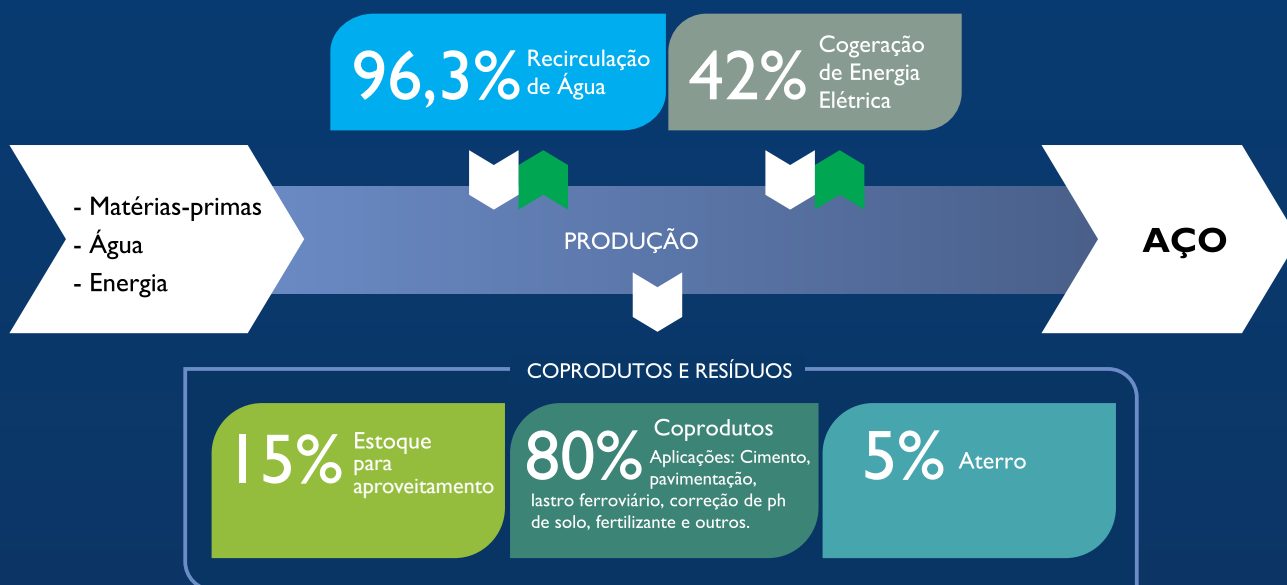 96,3% Recirculação
de Água
42% Cogeração
de Energia
Elétrica
- Matérias-primas
- Água
- Energia
PRODUÇÃO
AÇO
COPRODUTOS E RESÍDUOS
15% Estoque
para
aproveitamento
80% Coprodutos
Aplicações: Cimento,
pavimentação,
lastro ferroviário, correção de ph
de solo, fertilizante e outros.
5% Aterro